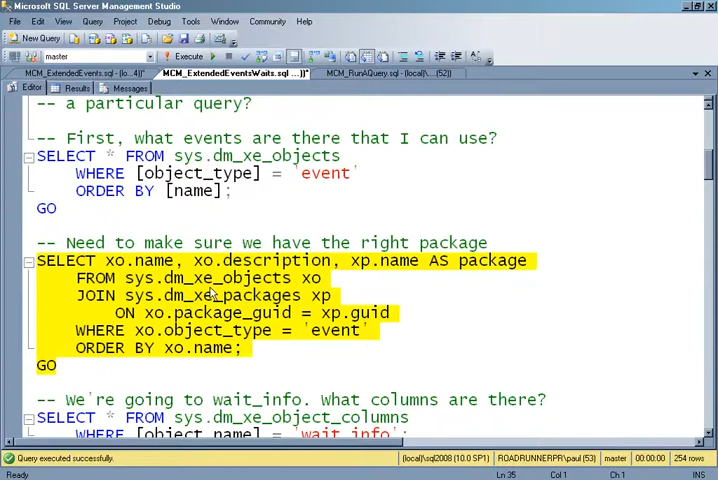 Microsoft SQL Server Management Studio
File Edit View Query Project Debug Tools Window Community Help
New Query
master Execute
MCM_ExtendedEvents.sql - (lo...4))* MCM_ExtendedEventsWaits.sql ...))* MCM_RunAQuery.sql - (local)\....(52))
Editor Results Messages
-- a particular query?
-- First, what events are there that I can use?
SELECT * FROM sys.dm_xe_objects
WHERE [object_type] = 'event'
ORDER BY [name];
GO
-- Need to make sure we have the right package
SELECT xo.name, xo.description, xp.name AS package
FROM sys.dm_xe_objects xo
JOIN sys.dm_xe_packages xp
ON xo.package_guid = xp.guid
WHERE xo.object_type = 'event'
ORDER BY xo.name;
GO
-- We're going to wait_info. What columns are there?
SELECT * FROM sys.dm_xe_object_columns
WHERE [object_name] = 'wait_info';
Query executed successfully. (local)\sql2008 (10.0 SP1) ROADRUNNERPR\paul (53) master 00:00:00 254 rows
Ready Ln 35 Col 1 Ch 1 INS